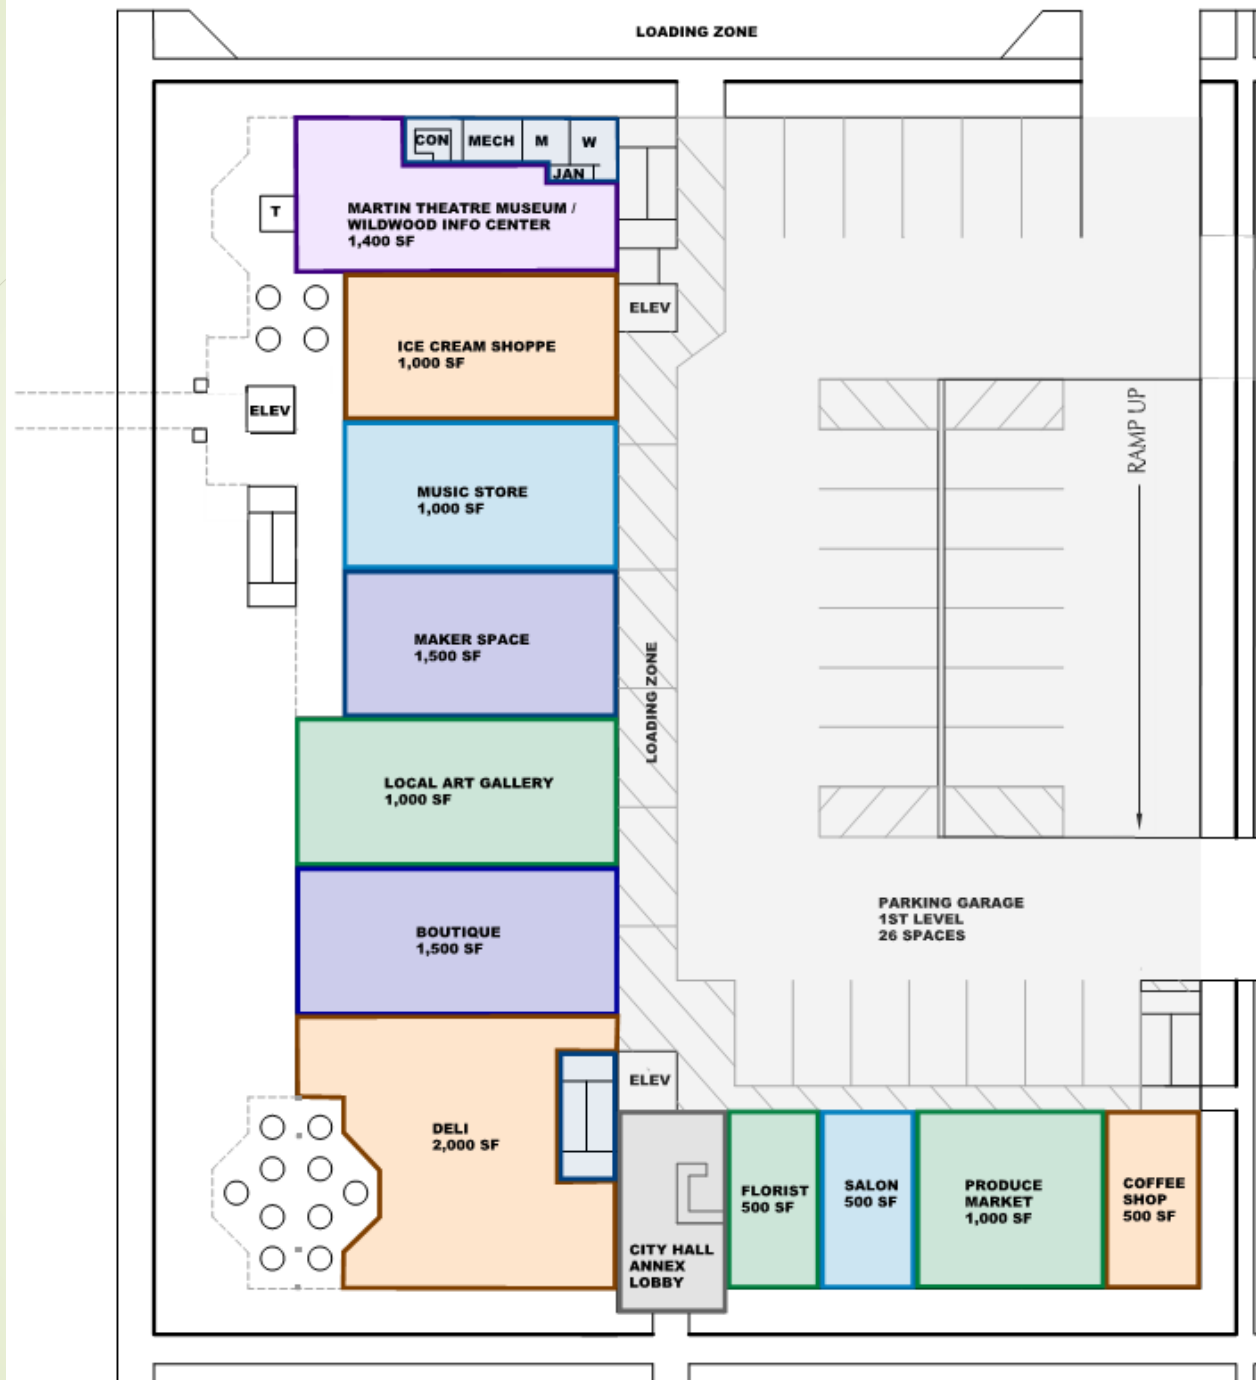 LOADING ZONE
CON
MECH
M
W
JAN
T
MARTIN THEATRE MUSEUM /
WILDWOOD INFO CENTER
1,400 SF
ELEV
ICE CREAM SHOPPE
1,000 SF
ELEV
RAMP UP
MUSIC STORE
1,000 SF
MAKER SPACE
1,500 SF
LOADING ZONE
LOCAL ART GALLERY
1,000 SF
BOUTIQUE
1,500 SF
PARKING GARAGE
1ST LEVEL
26 SPACES
ELEV
DELI
2,000 SF
CITY HALL
ANNEX
LOBBY
FLORIST
500 SF
SALON
500 SF
PRODUCE
MARKET
1,000 SF
COFFEE
SHOP
500 SF